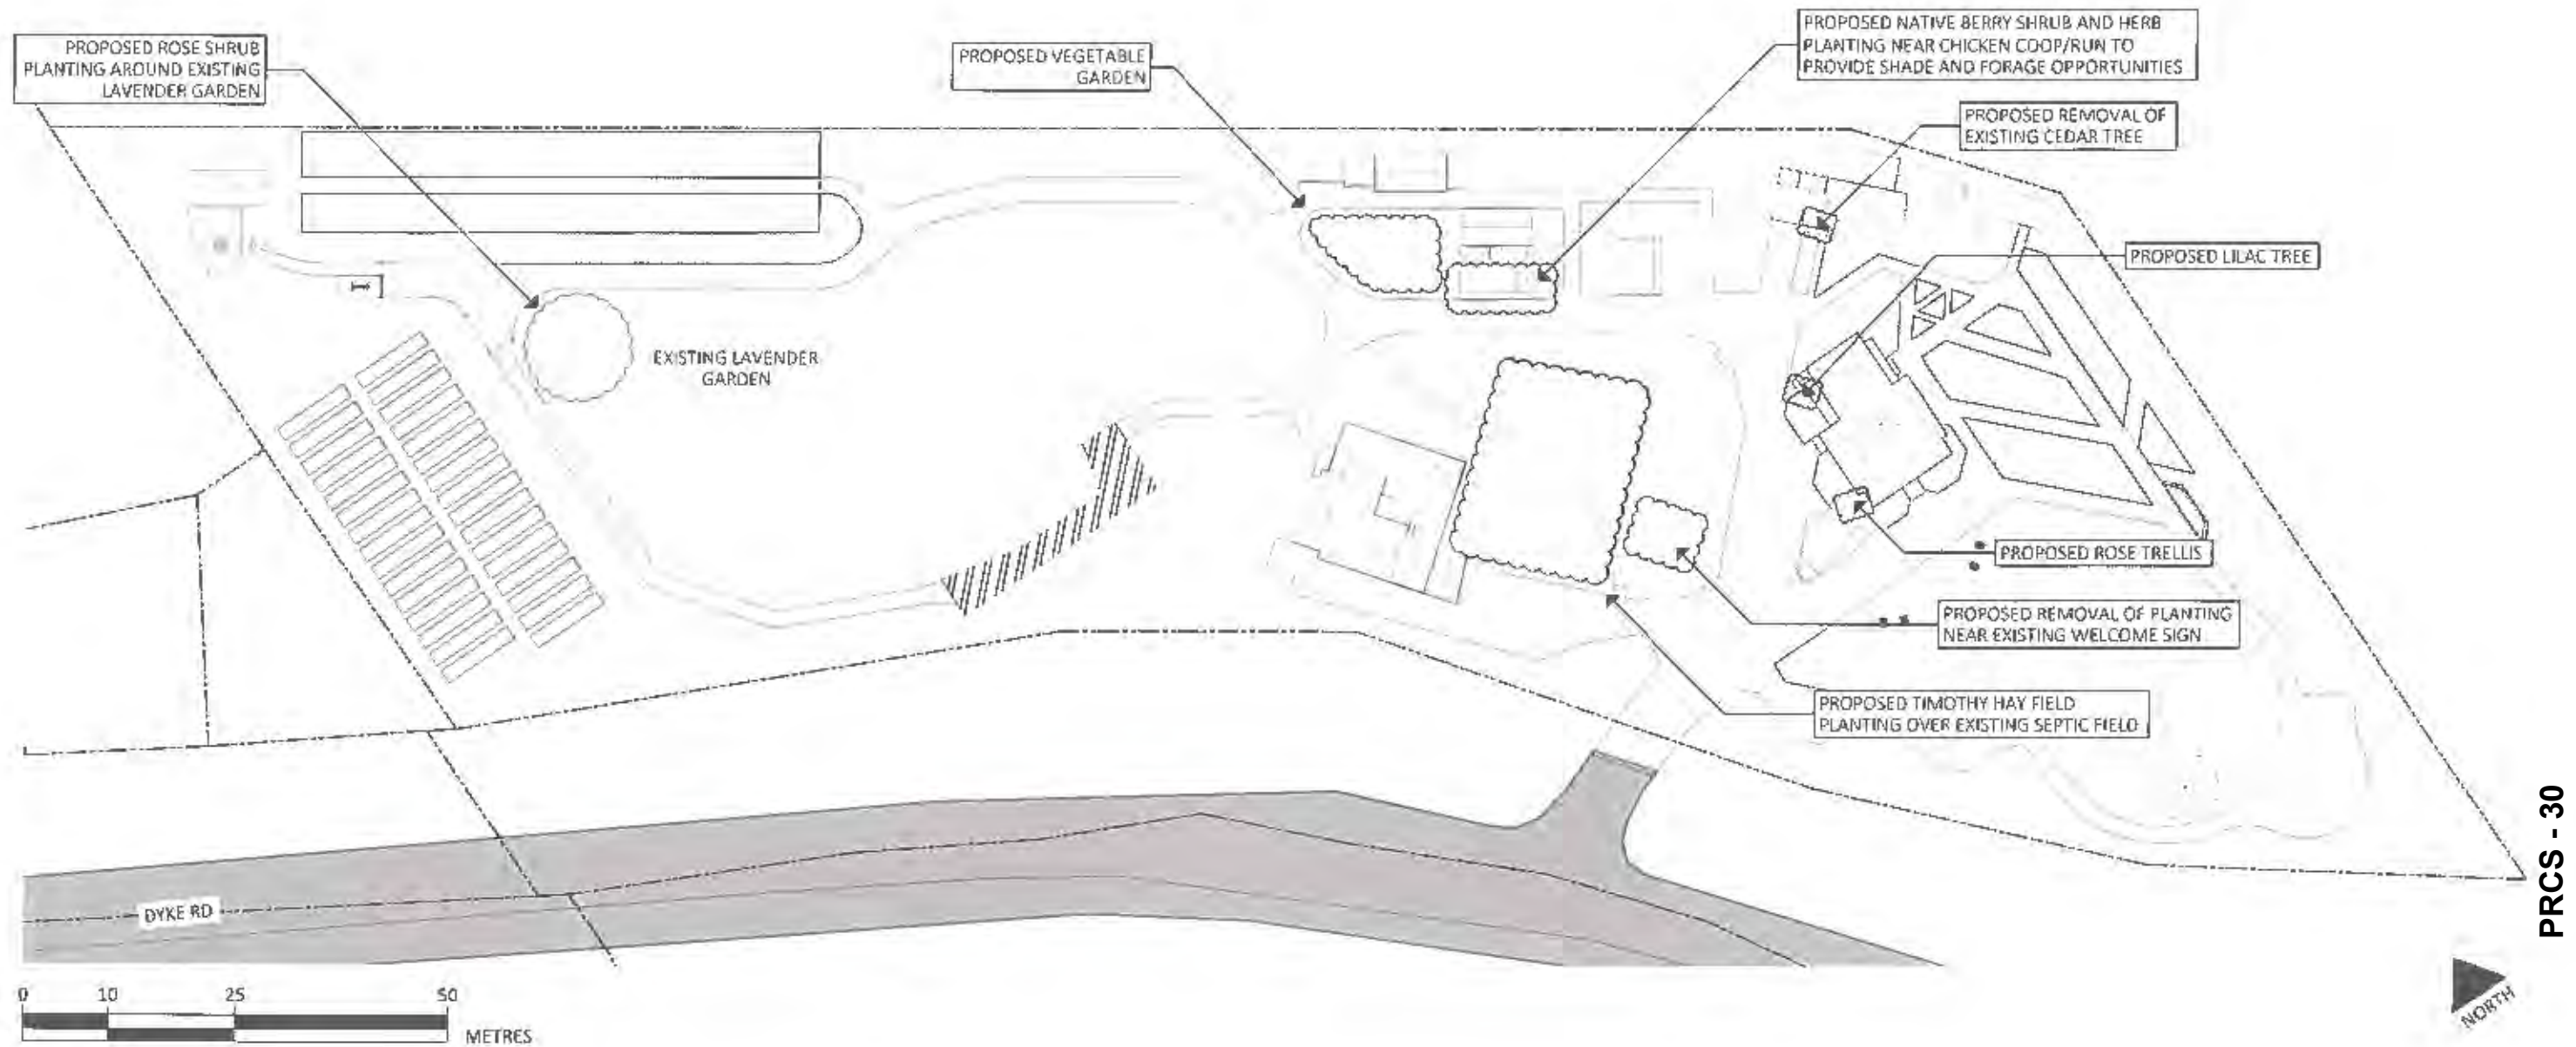 PROPOSED ROSE SHRUB
PLANTING AROUND EXISTING
LAVENDER GARDEN
PROPOSED VEGETABLE
GARDEN
PROPOSED NATIVE BERRY SHRUB AND HERB
PLANTING NEAR CHICKEN COOP/RUN TO
PROVIDE SHADE AND FORAGE OPPORTUNITIES
PROPOSED REMOVAL OF
EXISTING CEDAR TREE
PROPOSED LILAC TREE
EXISTING LAVENDER
GARDEN
PROPOSED ROSE TRELLIS
PROPOSED REMOVAL OF PLANTING
NEAR EXISTING WELCOME SIGN
PROPOSED TIMOTHY HAY FIELD
PLANTING OVER EXISTING SEPTIC FIELD
DYKE RD
0 10 25 50
METRES
NORTH
PRCS - 30